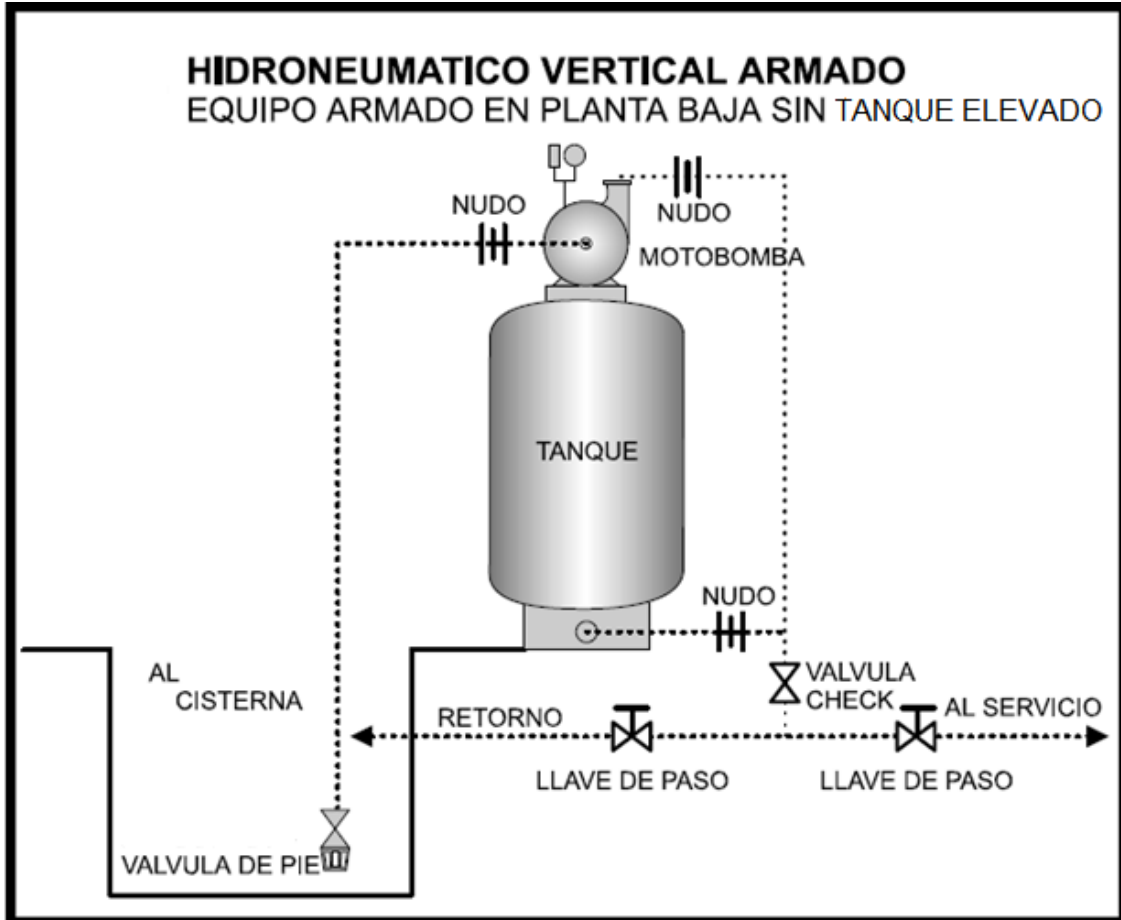 HIDRONEUMATICO VERTICAL ARMADO
EQUIPO ARMADO EN PLANTA BAJA SIN TANQUE ELEVADO
NUDO
NUDO
MOTOBOMBA
TANQUE
NUDO
AL
CISTERNA
VALVULA
CHECK
RETORNO
AL SERVICIO
LLAVE DE PASO
LLAVE DE PASO
VALVULA DE PIE